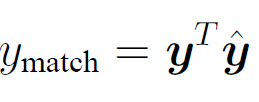 y_match = y^T ŷ